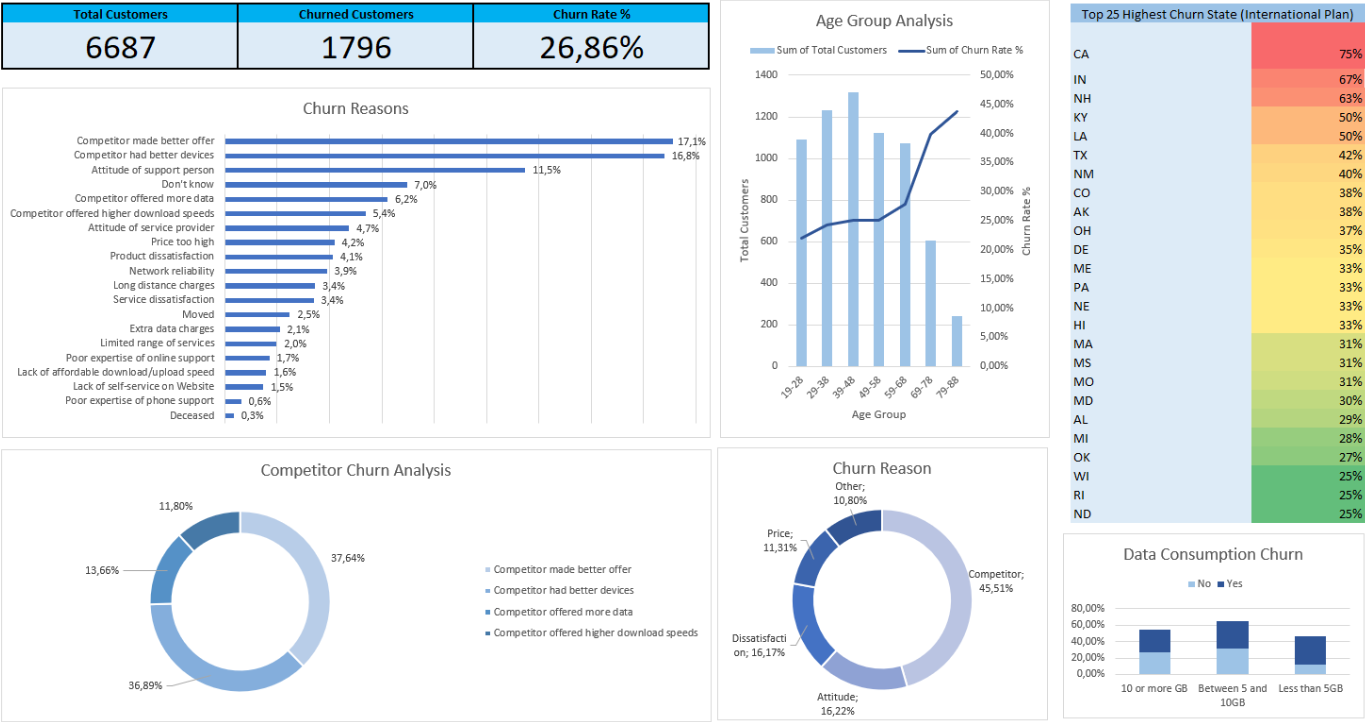 Total Customers Churned Customers Churn Rate %
6687 1796 26,86%
Churn Reasons
Competitor made better offer 17,1%
Competitor had better devices 16,8%
Attitude of support person 11,5%
Don't know 7,0%
Competitor offered more data 6,2%
Competitor offered higher download speeds 5,4%
Attitude of service provider 4,7%
Price too high 4,2%
Product dissatisfaction 4,1%
Network reliability 3,9%
Long distance charges 3,4%
Service dissatisfaction 3,4%
Moved 2,5%
Extra data charges 2,1%
Limited range of services 2,0%
Poor expertise of online support 1,7%
Lack of affordable download/upload speed 1,6%
Lack of self-service on Website 1,5%
Poor expertise of phone support 0,6%
Deceased 0,3%
Age Group Analysis
Sum of Total Customers Sum of Churn Rate %
1400 50,00%
45,00%
1200
40,00%
1000 35,00%
30,00%
800
25,00%
600
20,00%
400 15,00%
10,00%
200
5,00%
0 0,00%
Total Customers
Churn Rate %
19-28 29-38 39-48 49-58 59-68 69-78 79-88
Age Group
Top 25 Highest Churn State (International Plan)
CA 75%
IN 67%
NH 63%
KY 50%
LA 50%
TX 42%
NM 40%
CO 38%
AK 38%
OH 37%
DE 35%
ME 33%
PA 33%
NE 33%
HI 33%
MA 31%
MS 31%
MO 31%
MD 30%
AL 29%
MI 28%
OK 27%
WI 25%
RI 25%
ND 25%
Competitor Churn Analysis
11,80%
37,64%
13,66%
36,89%
Competitor made better offer
Competitor had better devices
Competitor offered more data
Competitor offered higher download speeds
Churn Reason
Other;
10,80%
Price;
11,31%
Competitor;
45,51%
Dissatisfacti
on; 16,17%
Attitude;
16,22%
Data Consumption Churn
No Yes
80,00%
60,00%
40,00%
20,00%
0,00%
10 or more GB Between 5 and Less than 5GB
10GB